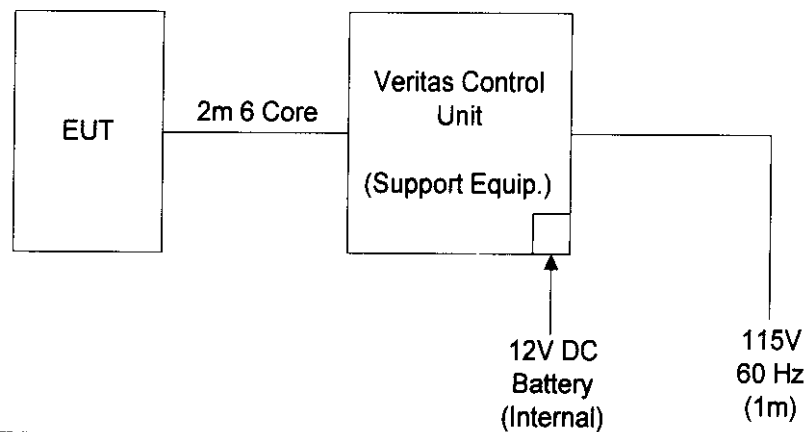 EUT
2m 6 Core
Veritas Control
Unit
(Support Equip.)
12V DC
Battery
(Internal)
115V
60 Hz
(1m)